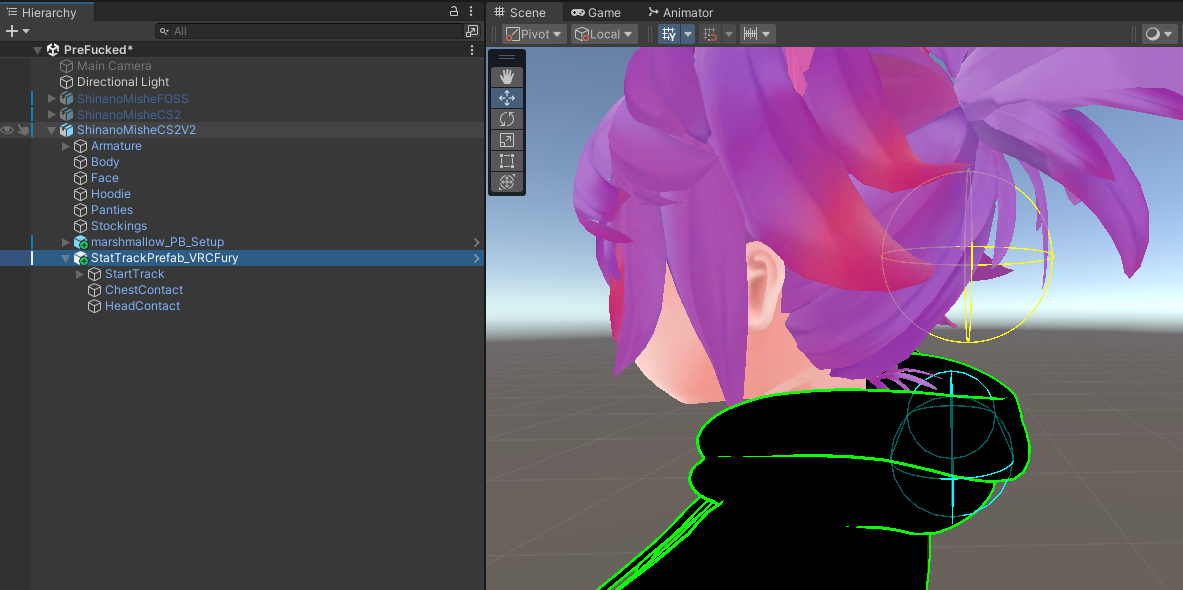 Hierarchy
All
PreFucked*
Main Camera
Directional Light
ShinanoMisheFOSS
ShinanoMisheCS2
ShinanoMisheCS2V2
Armature
Body
Face
Hoodie
Panties
Stockings
marshmallow_PB_Setup
StatTrackPrefab_VRCFury
StartTrack
ChestContact
HeadContact
Scene Game Animator
Pivot Local